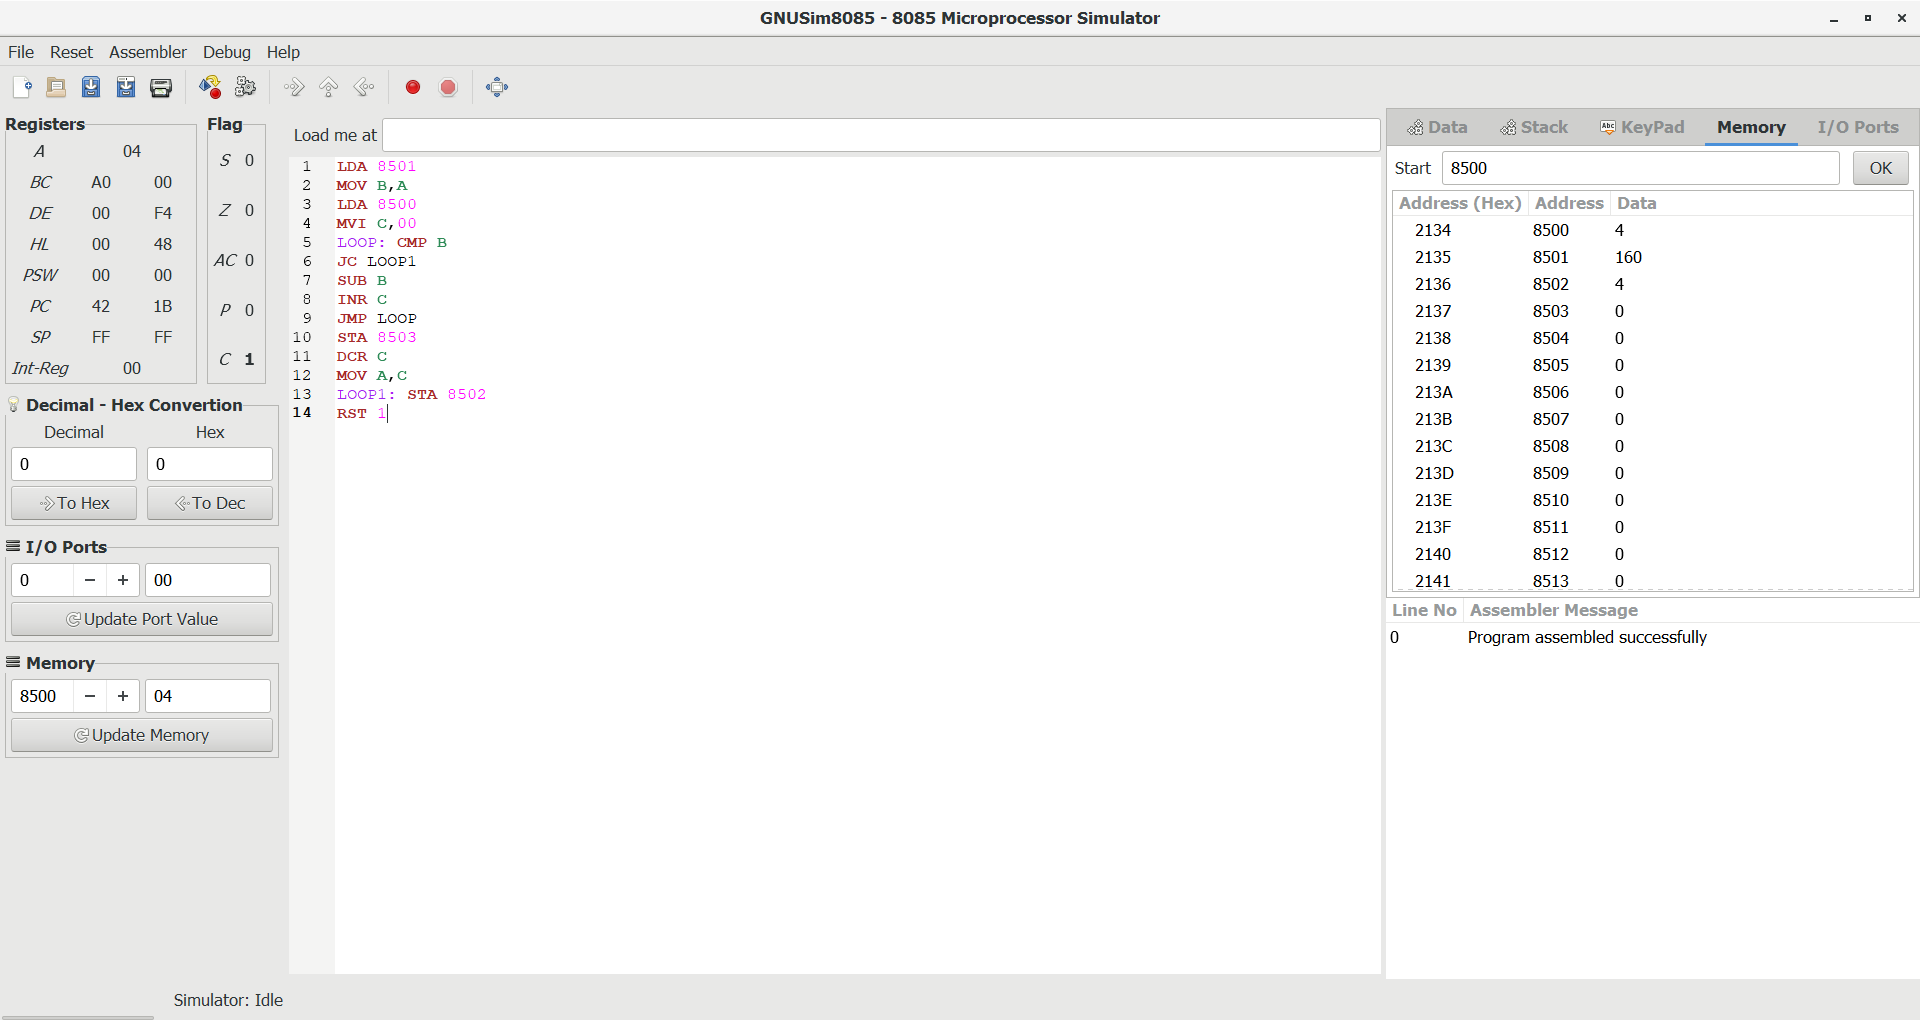 GNUSim8085 - 8085 Microprocessor Simulator
File Reset Assembler Debug Help
Registers
A 04
BC A0 00
DE 00 F4
HL 00 48
PSW 00 00
PC 42 1B
SP FF FF
Int-Reg 00
Flag
S 0
Z 0
AC 0
P 0
C 1
Decimal - Hex Convertion
Decimal Hex
0 0
To Hex To Dec
I/O Ports
0 − + 00
Update Port Value
Memory
8500 − + 04
Update Memory
Load me at
1 LDA 8501
2 MOV B,A
3 LDA 8500
4 MVI C,00
5 LOOP: CMP B
6 JC LOOP1
7 SUB B
8 INR C
9 JMP LOOP
10 STA 8503
11 DCR C
12 MOV A,C
13 LOOP1: STA 8502
14 RST 1
Data Stack Abc KeyPad Memory I/O Ports
Start 8500 OK
Address (Hex) Address Data
2134 8500 4
2135 8501 160
2136 8502 4
2137 8503 0
2138 8504 0
2139 8505 0
213A 8506 0
213B 8507 0
213C 8508 0
213D 8509 0
213E 8510 0
213F 8511 0
2140 8512 0
2141 8513 0
Line No Assembler Message
0 Program assembled successfully
Simulator: Idle